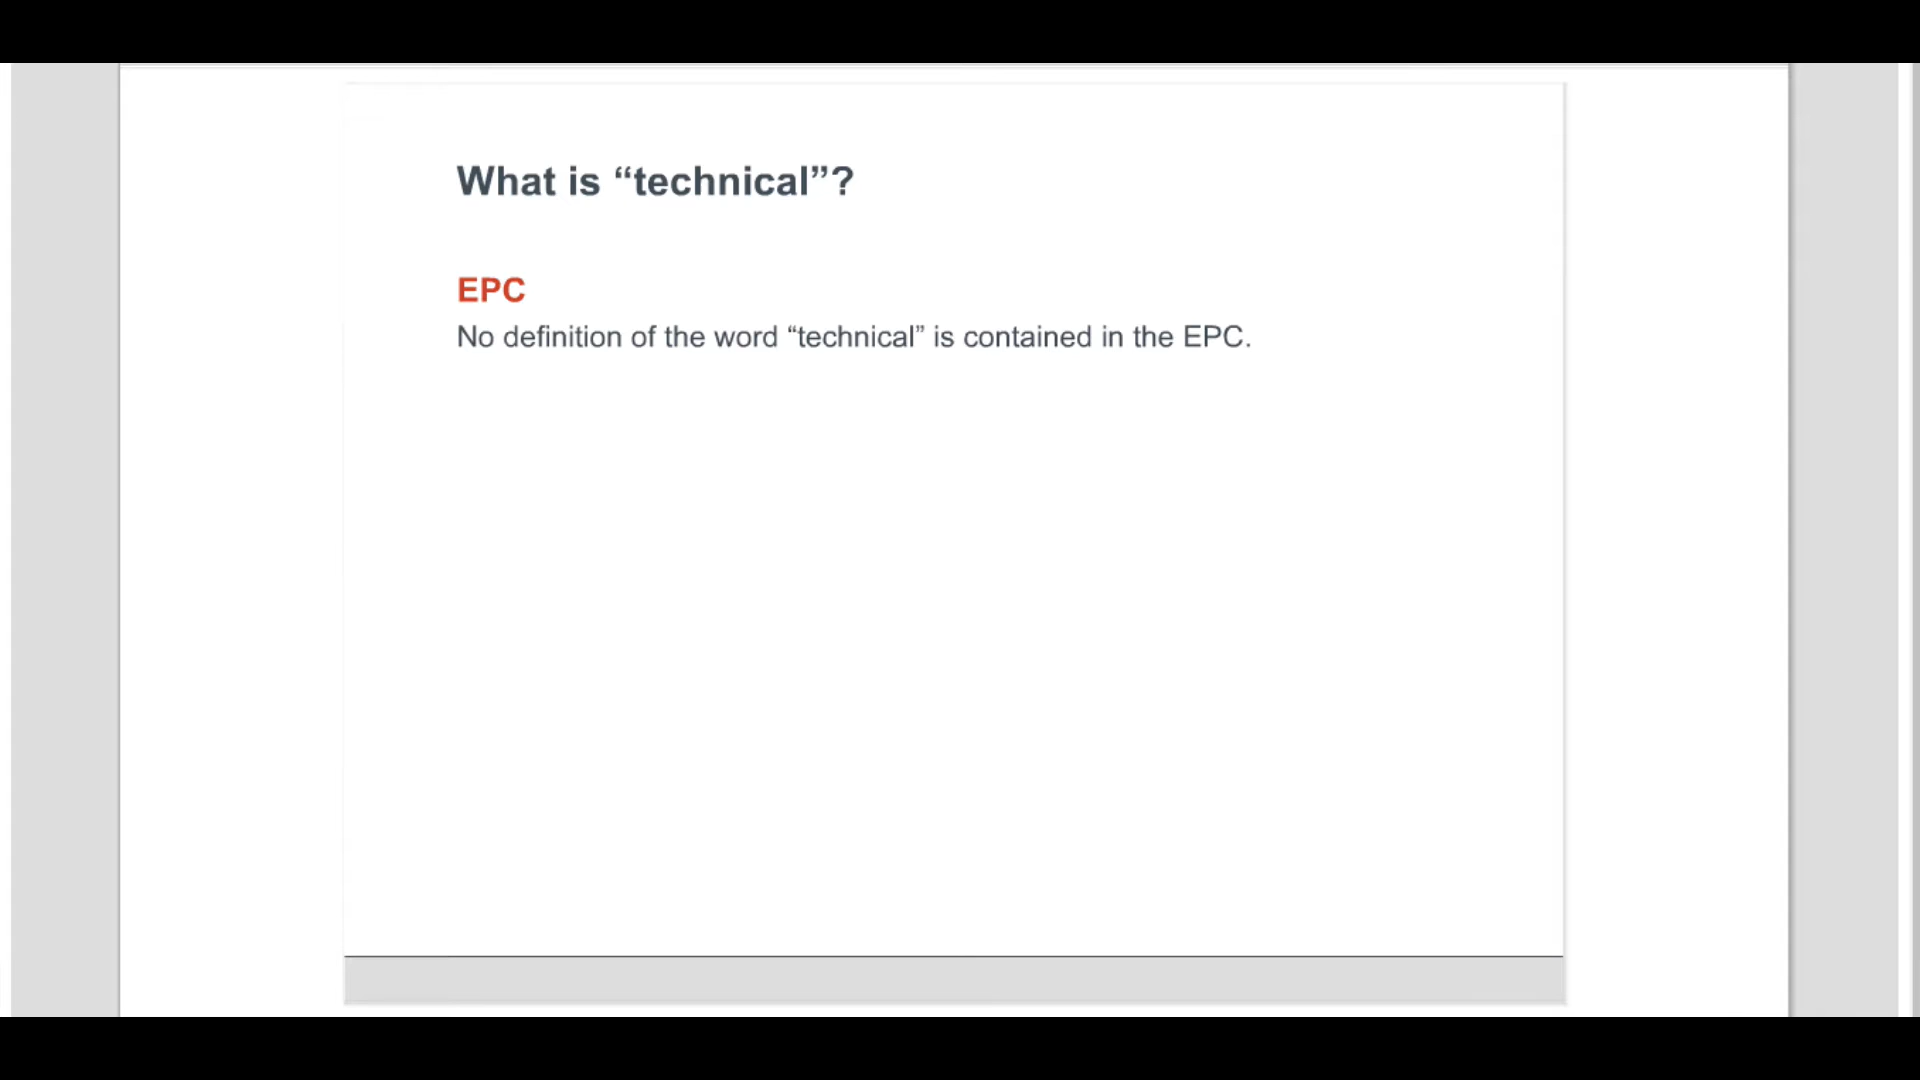 What is “technical”?
EPC
No definition of the word “technical” is contained in the EPC.